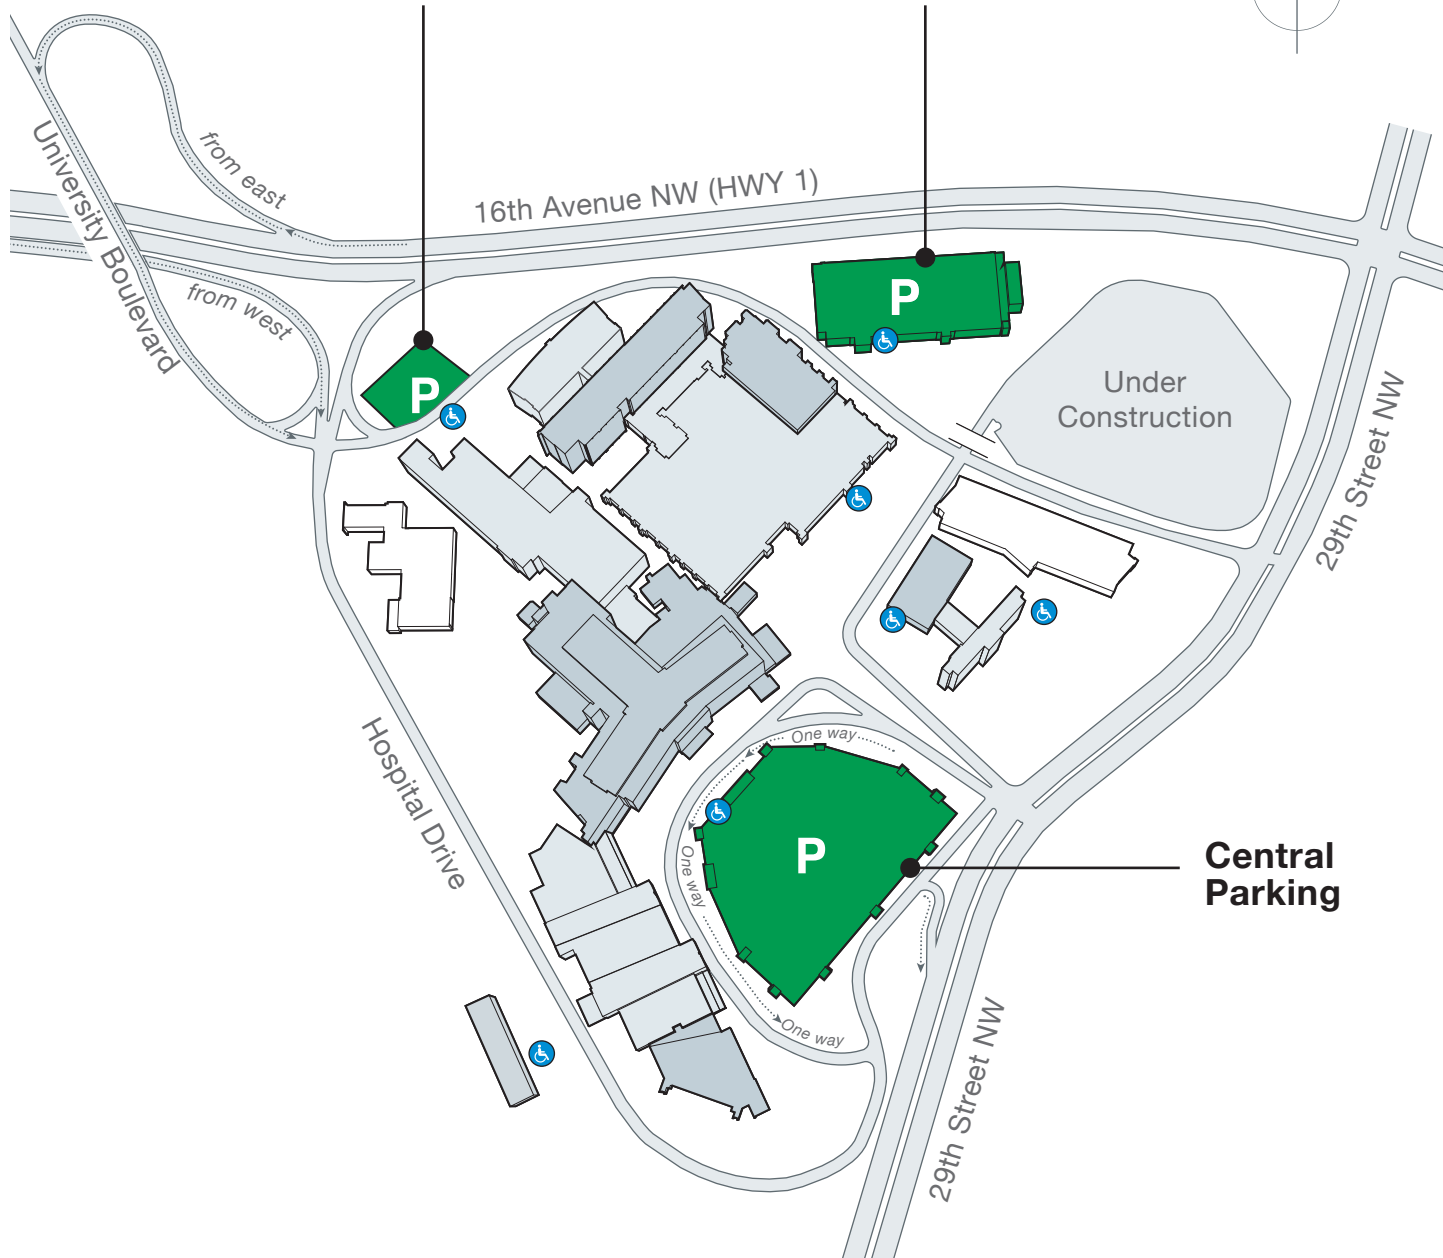 from east
University Boulevard
16th Avenue NW (HWY 1)
from west
P
P
Under
Construction
29th Street NW
One way
Hospital Drive
P
One way
Central
Parking
One way
29th Street NW